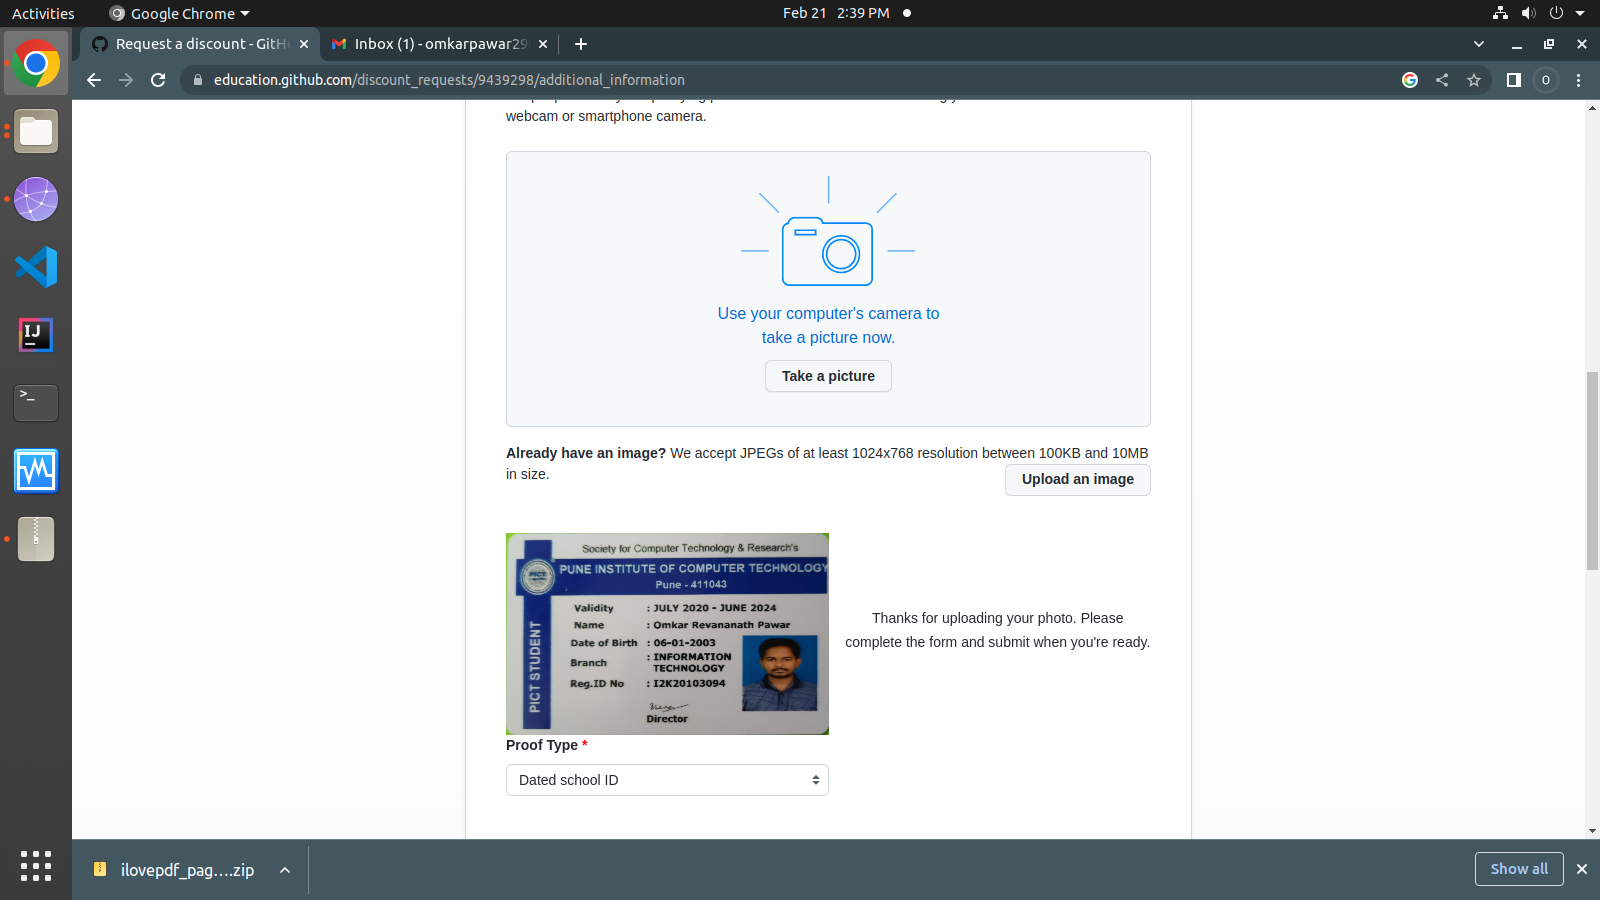 Activities
Google Chrome
Feb 21 2:39 PM
Request a discount - GitH
Inbox (1) - omkarpawar29
education.github.com/discount_requests/9439298/additional_information
O
webcam or smartphone camera.
Use your computer's camera to
take a picture now.
Take a picture
Already have an image? We accept JPEGs of at least 1024x768 resolution between 100KB and 10MB
in size.
Upload an image
Society for Computer Technology & Research's
PICT
PUNE INSTITUTE OF COMPUTER TECHNOLOGY
Pune - 411043
PICT STUDENT
Validity : JULY 2020 - JUNE 2024
Name : Omkar Revananath Pawar
Date of Birth : 06-01-2003
Branch : INFORMATION
TECHNOLOGY
Reg.ID No : I2K20103094
Director
Thanks for uploading your photo. Please
complete the form and submit when you're ready.
Proof Type *
Dated school ID
IJ
>_
ilovepdf_pag....zip
Show all